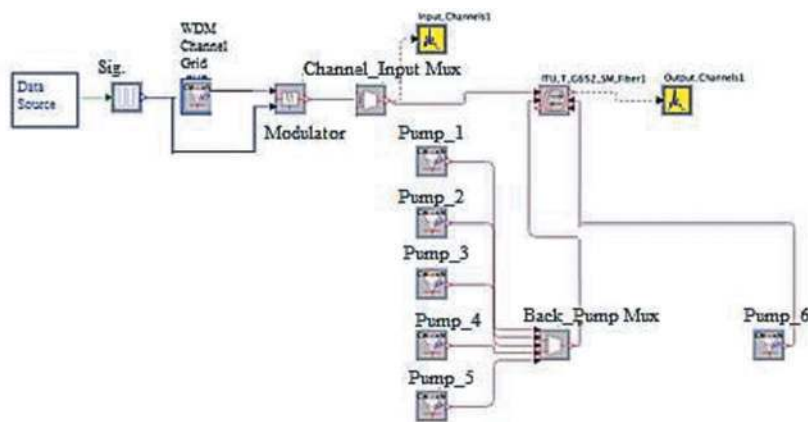 Input_Channels1
WDM
Channel
Grid
Sig.
Channel_Input Mux
ITU_T_G652_SM_Fiber1
Output_Channels1
Data
Source
Modulator
Pump_1
Pump_2
Pump_3
Pump_4
Back_Pump Mux
Pump_6
Pump_5